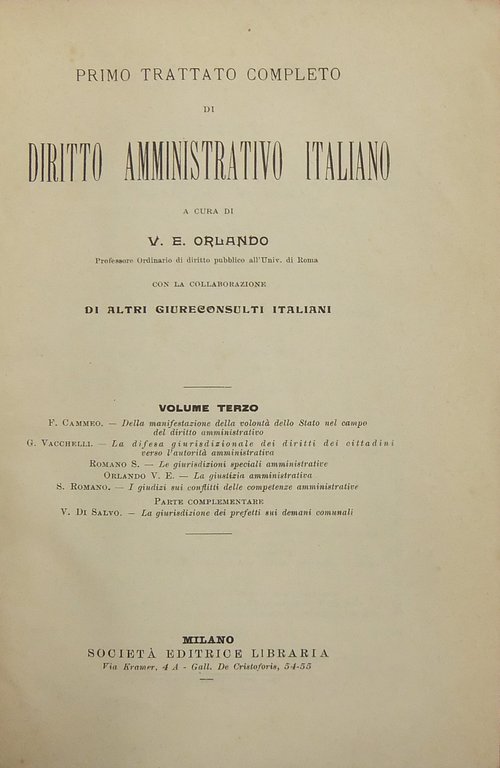 PRIMO TRATTATO COMPLETO
DI
DIRITTO AMMINISTRATIVO ITALIANO
A CURA DI
V. E. ORLANDO
Professore Ordinario di diritto pubblico all'Univ. di Roma
CON LA COLLABORAZIONE
DI ALTRI GIURECONSULTI ITALIANI
VOLUME TERZO
F. CAMMEO. — Della manifestazione della volontà dello Stato nel campo
del diritto amministrativo
G. VACCHELLI. — La difesa giurisdizionale dei diritti dei cittadini
verso l'autorità amministrativa
ROMANO S. — Le giurisdizioni speciali amministrative
ORLANDO V. E. — La giustizia amministrativa
S. ROMANO. — I giudizi sui conflitti delle competenze amministrative
PARTE COMPLEMENTARE
V. DI SALVO. — La giurisdizione dei prefetti sui demani comunali
MILANO
SOCIETÀ EDITRICE LIBRARIA
Via Kramer, 4 A - Gall. De Cristoforis, 54-55